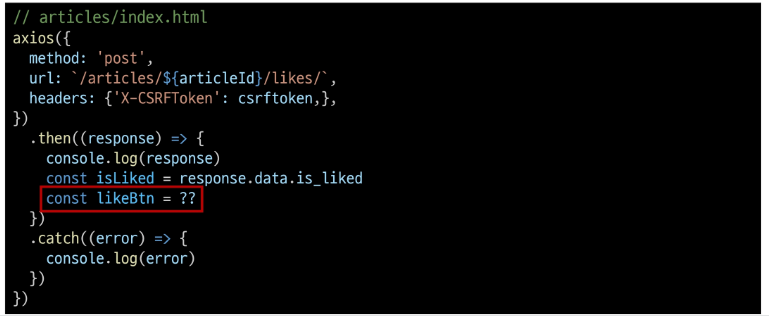 // articles/index.html
axios({
  method: 'post',
  url: `/articles/${articleId}/likes/`,
  headers: {'X-CSRFToken': csrftoken,},
})
  .then((response) => {
    console.log(response)
    const isLiked = response.data.is_liked
    const likeBtn = ??
  })
  .catch((error) => {
    console.log(error)
  })
})